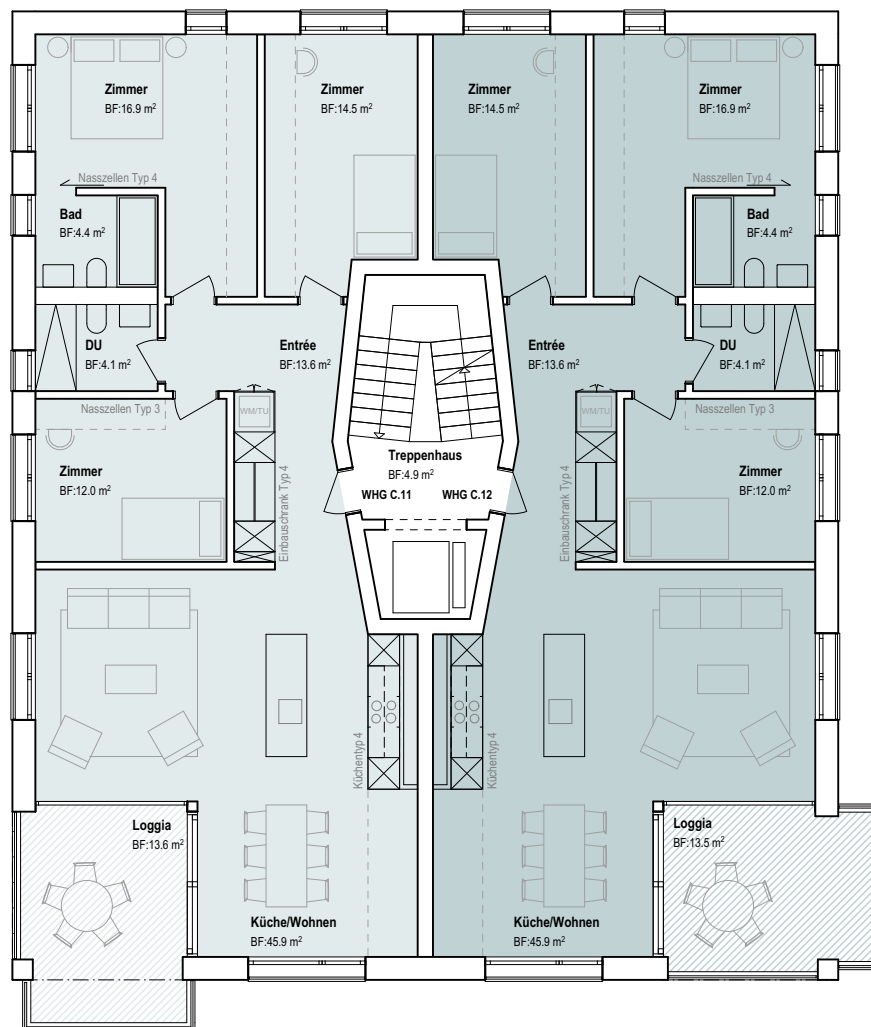 Zimmer
BF:16.9 m²
Zimmer
BF:14.5 m²
Zimmer
BF:14.5 m²
Zimmer
BF:16.9 m²
Nasszellen Typ 4
Nasszellen Typ 4
Bad
BF:4.4 m²
Bad
BF:4.4 m²
DU
BF:4.1 m²
Entrée
BF:13.6 m²
Entrée
BF:13.6 m²
DU
BF:4.1 m²
Nasszellen Typ 3
WM/TU
WM/TU
Nasszellen Typ 3
Zimmer
BF:12.0 m²
Einbauschrank Typ 4
Treppenhaus
BF:4.9 m²
WHG C.11
WHG C.12
Einbauschrank Typ 4
Zimmer
BF:12.0 m²
Küchentyp 4
Küchentyp 4
Loggia
BF:13.6 m²
Loggia
BF:13.5 m²
Küche/Wohnen
BF:45.9 m²
Küche/Wohnen
BF:45.9 m²